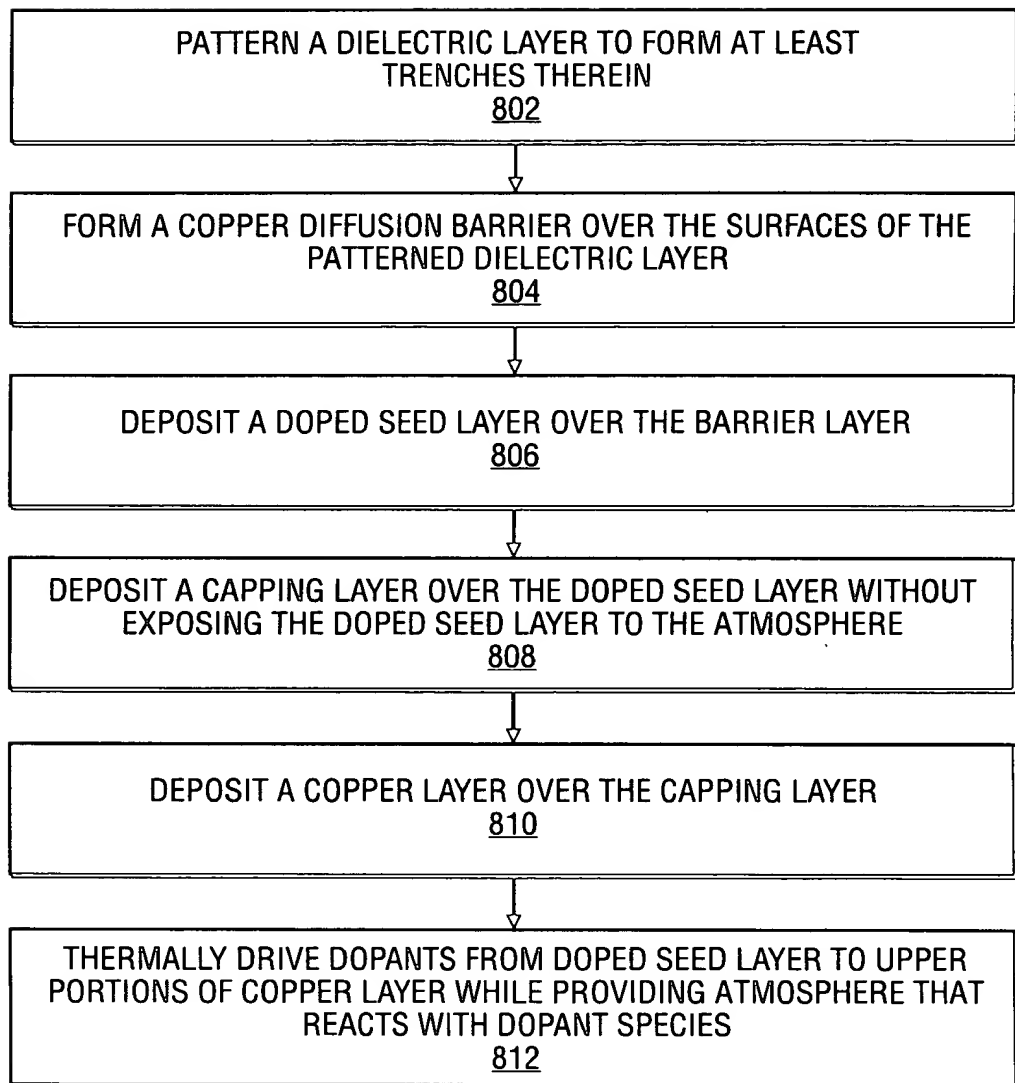 PATTERN A DIELECTRIC LAYER TO FORM AT LEAST
TRENCHES THEREIN
802
FORM A COPPER DIFFUSION BARRIER OVER THE SURFACES OF THE
PATTERNED DIELECTRIC LAYER
804
DEPOSIT A DOPED SEED LAYER OVER THE BARRIER LAYER
806
DEPOSIT A CAPPING LAYER OVER THE DOPED SEED LAYER WITHOUT
EXPOSING THE DOPED SEED LAYER TO THE ATMOSPHERE
808
DEPOSIT A COPPER LAYER OVER THE CAPPING LAYER
810
THERMALLY DRIVE DOPANTS FROM DOPED SEED LAYER TO UPPER
PORTIONS OF COPPER LAYER WHILE PROVIDING ATMOSPHERE THAT
REACTS WITH DOPANT SPECIES
812